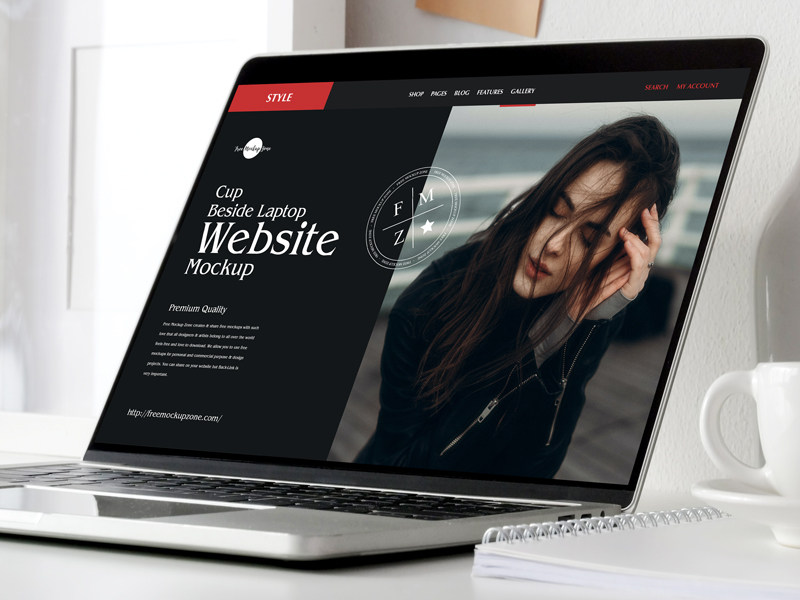 STYLE
SHOP PAGES BLOG FEATURES GALLERY
SEARCH MY ACCOUNT
Free Mockup Zone
F M
Z
Cup
Beside Laptop
Website
Mockup
Premium Quality
Free Mockup Zone creates & share free mockups with such
love that all designers & artists belong to all over the world
feels free and love to download. We allow you to use free
mockups for personal and commercial purpose & design
projects. You can share on your website but Back-Link is
very important.
http://freemockupzone.com/